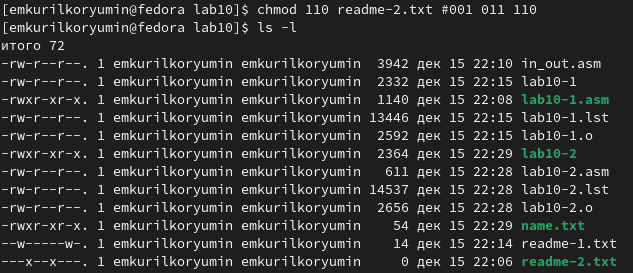 [emkurilkoryumin@fedora lab10]$ chmod 110 readme-2.txt #001 011 110
[emkurilkoryumin@fedora lab10]$ ls -l
итого 72
-rw-r--r--. 1 emkurilkoryumin emkurilkoryumin  3942 дек 15 22:10 in_out.asm
-rw-r--r--. 1 emkurilkoryumin emkurilkoryumin  2332 дек 15 22:15 lab10-1
-rwxr-xr-x. 1 emkurilkoryumin emkurilkoryumin  1140 дек 15 22:08 lab10-1.asm
-rw-r--r--. 1 emkurilkoryumin emkurilkoryumin 13446 дек 15 22:15 lab10-1.lst
-rw-r--r--. 1 emkurilkoryumin emkurilkoryumin  2592 дек 15 22:15 lab10-1.o
-rwxr-xr-x. 1 emkurilkoryumin emkurilkoryumin  2364 дек 15 22:29 lab10-2
-rw-r--r--. 1 emkurilkoryumin emkurilkoryumin   611 дек 15 22:28 lab10-2.asm
-rw-r--r--. 1 emkurilkoryumin emkurilkoryumin 14537 дек 15 22:28 lab10-2.lst
-rw-r--r--. 1 emkurilkoryumin emkurilkoryumin  2656 дек 15 22:28 lab10-2.o
-rwxr-xr-x. 1 emkurilkoryumin emkurilkoryumin    54 дек 15 22:29 name.txt
--w-----w-. 1 emkurilkoryumin emkurilkoryumin    14 дек 15 22:14 readme-1.txt
---x--x---. 1 emkurilkoryumin emkurilkoryumin     0 дек 15 22:06 readme-2.txt